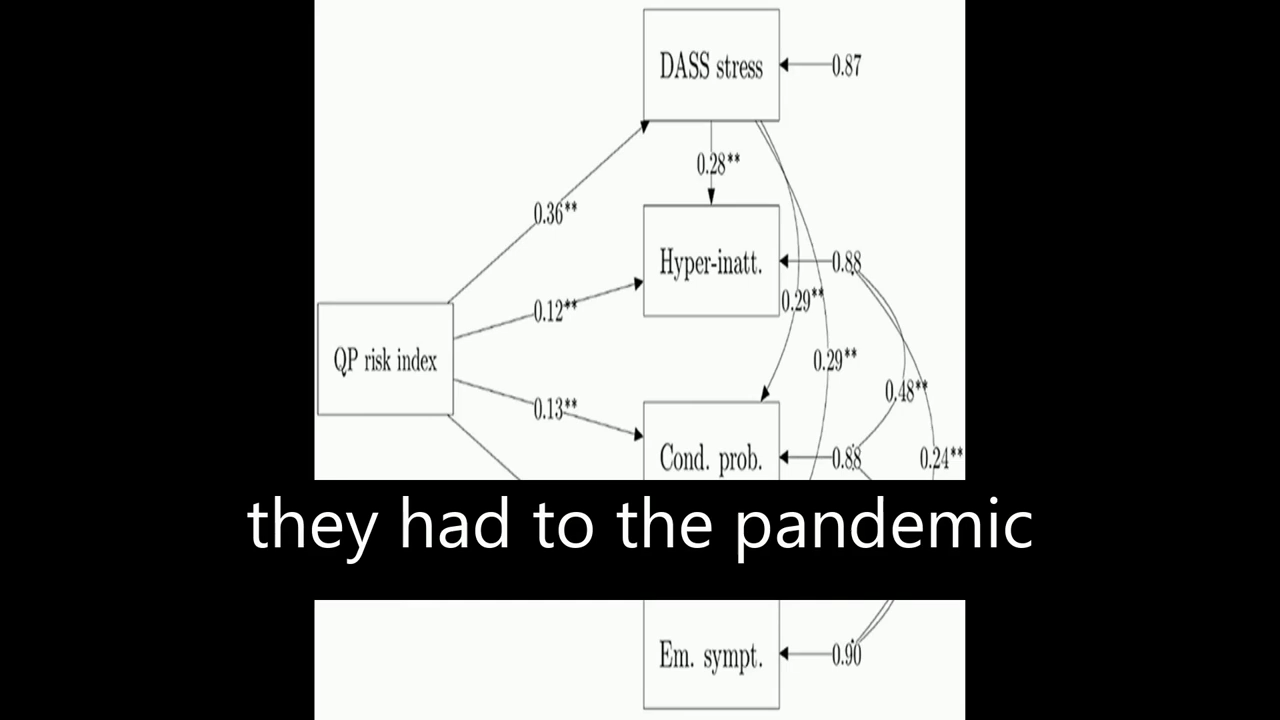 DASS stress
0.87
0.28**
0.36**
Hyper-inatt.
0.88
0.29**
0.12**
QP risk index
0.29**
0.48**
0.13**
Cond. prob.
0.88
0.24**
they had to the pandemic
Em. sympt.
0.90